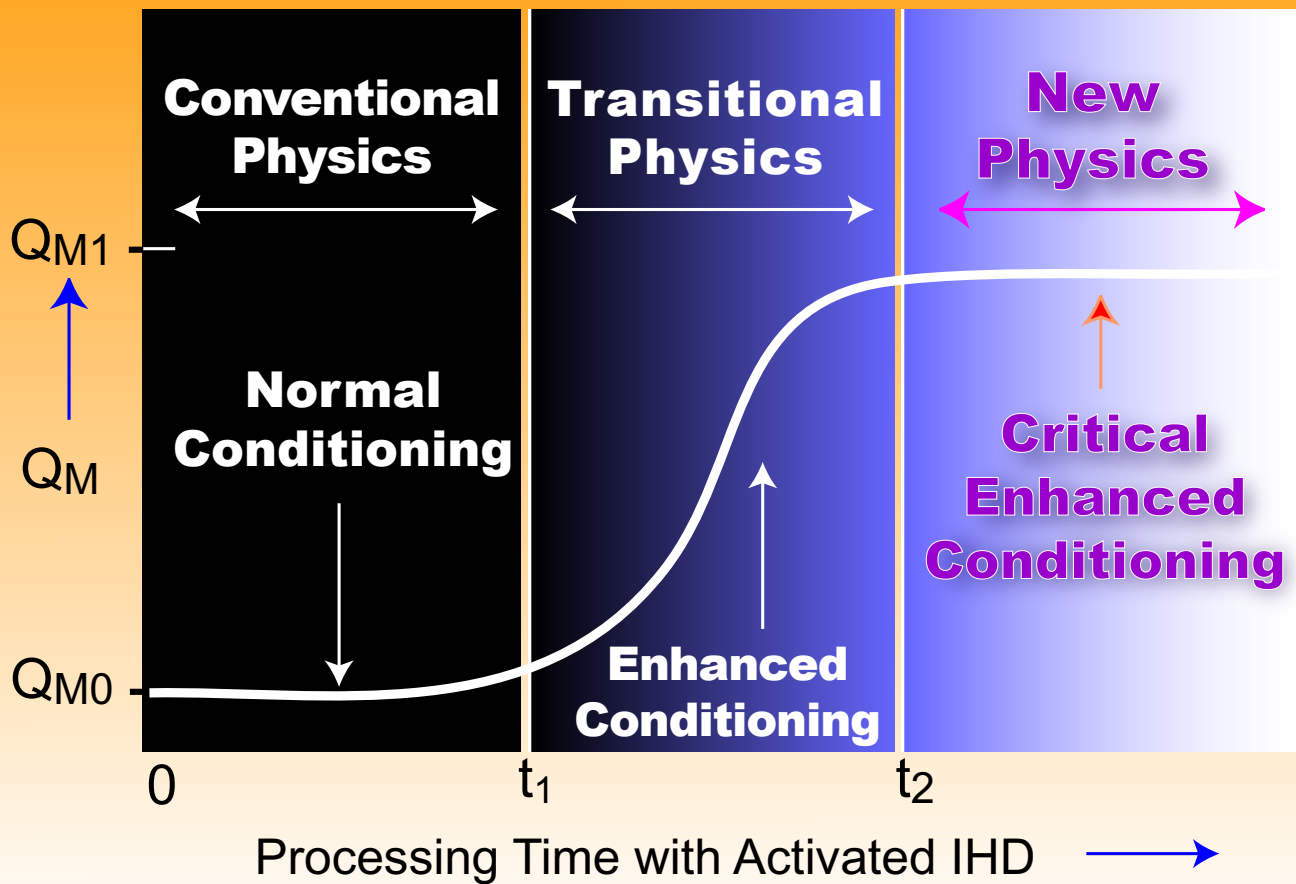 Conventional
Physics
Transitional
Physics
New
Physics
QM1
Normal
Conditioning
QM
Critical
Enhanced
Conditioning
QM0
Enhanced
Conditioning
0
t1
t2
Processing Time with Activated IHD